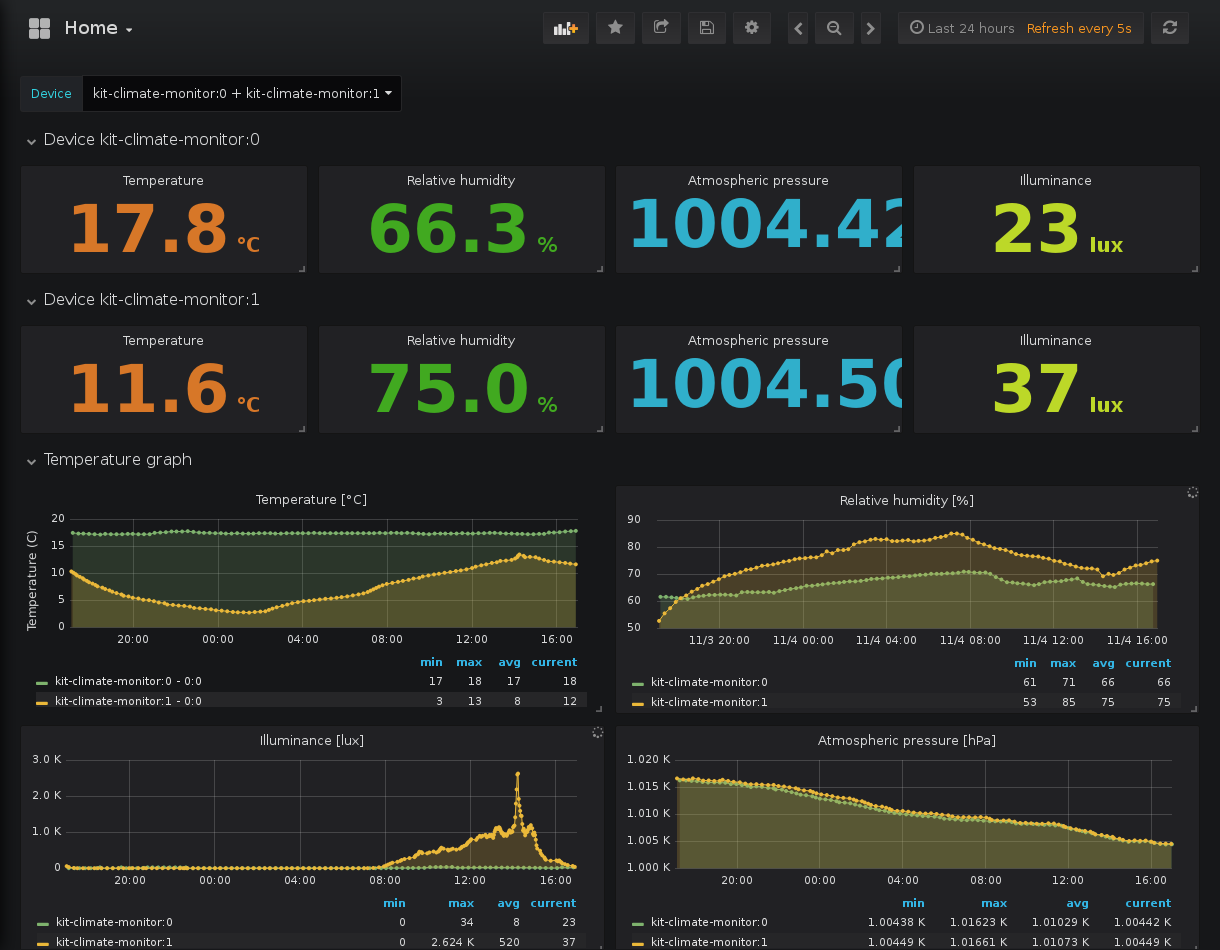 Home
Last 24 hours Refresh every 5s
Device kit-climate-monitor:0 + kit-climate-monitor:1
Device kit-climate-monitor:0
Temperature Relative humidity Atmospheric pressure Illuminance
17.8 °C 66.3 % 1004.42 23 lux
Device kit-climate-monitor:1
Temperature Relative humidity Atmospheric pressure Illuminance
11.6 °C 75.0 % 1004.50 37 lux
Temperature graph
Temperature [°C]
Temperature (C)
20
15
10
5
0
20:00 00:00 04:00 08:00 12:00 16:00
min max avg current
kit-climate-monitor:0 - 0:0 17 18 17 18
kit-climate-monitor:1 - 0:0 3 13 8 12
Relative humidity [%]
90
80
70
60
50
11/3 20:00 11/4 00:00 11/4 04:00 11/4 08:00 11/4 12:00 11/4 16:00
min max avg current
kit-climate-monitor:0 61 71 66 66
kit-climate-monitor:1 53 85 75 75
Illuminance [lux]
3.0 K
2.0 K
1.0 K
0
20:00 00:00 04:00 08:00 12:00 16:00
min max avg current
kit-climate-monitor:0 0 34 8 23
kit-climate-monitor:1 0 2.624 K 520 37
Atmospheric pressure [hPa]
1.020 K
1.015 K
1.010 K
1.005 K
1.000 K
20:00 00:00 04:00 08:00 12:00 16:00
min max avg current
kit-climate-monitor:0 1.00438 K 1.01623 K 1.01029 K 1.00442 K
kit-climate-monitor:1 1.00449 K 1.01661 K 1.01073 K 1.00449 K